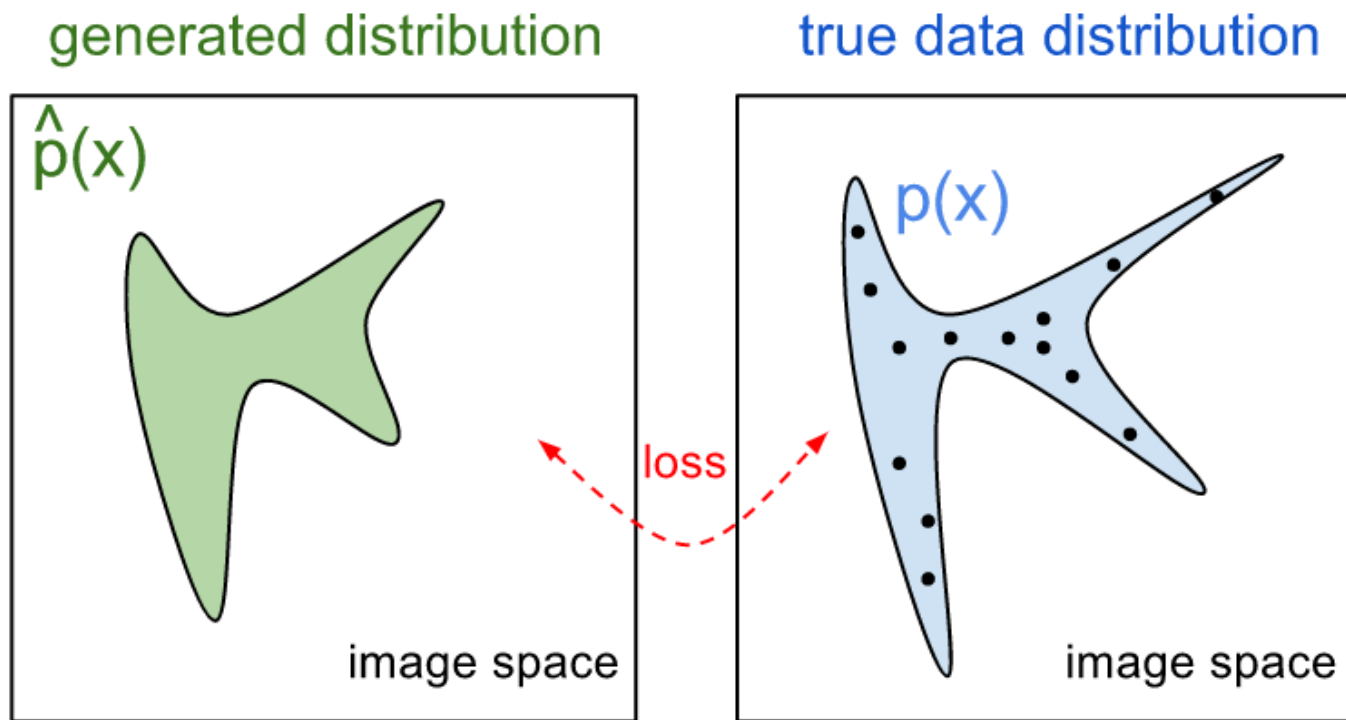 generated distribution
true data distribution
p̂(x)
p(x)
loss
image space
image space